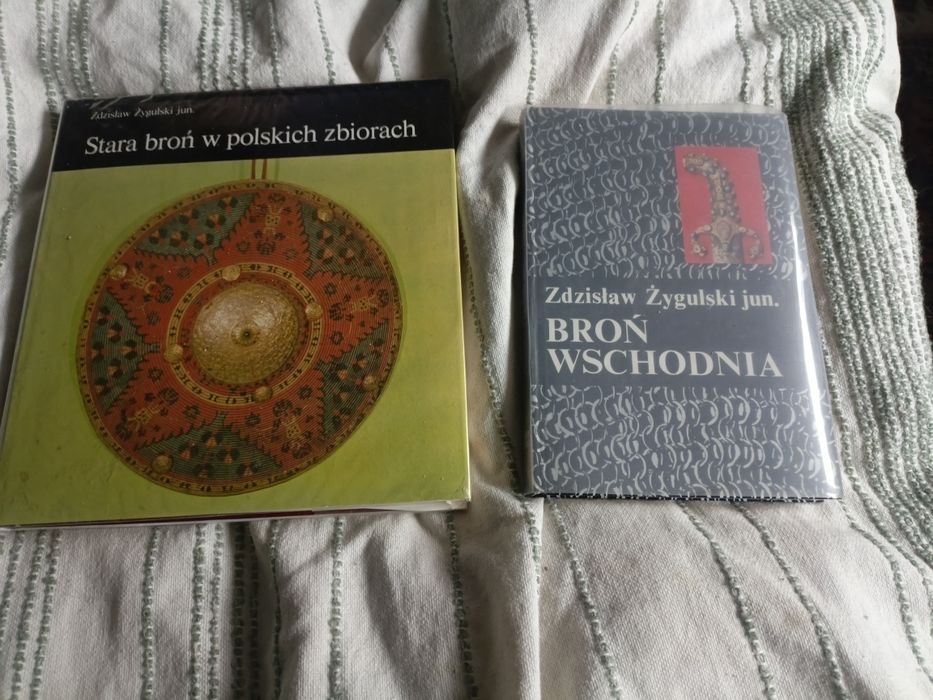 Zdzisław Żygulski jun.
Stara broń w polskich zbiorach
Zdzisław Żygulski jun.
BROŃ
WSCHODNIA